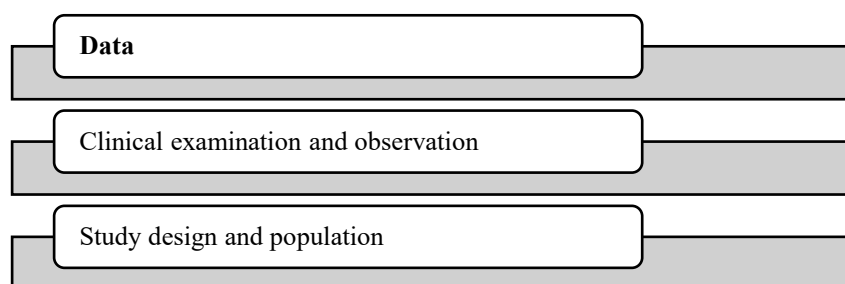 Data
Clinical examination and observation
Study design and population